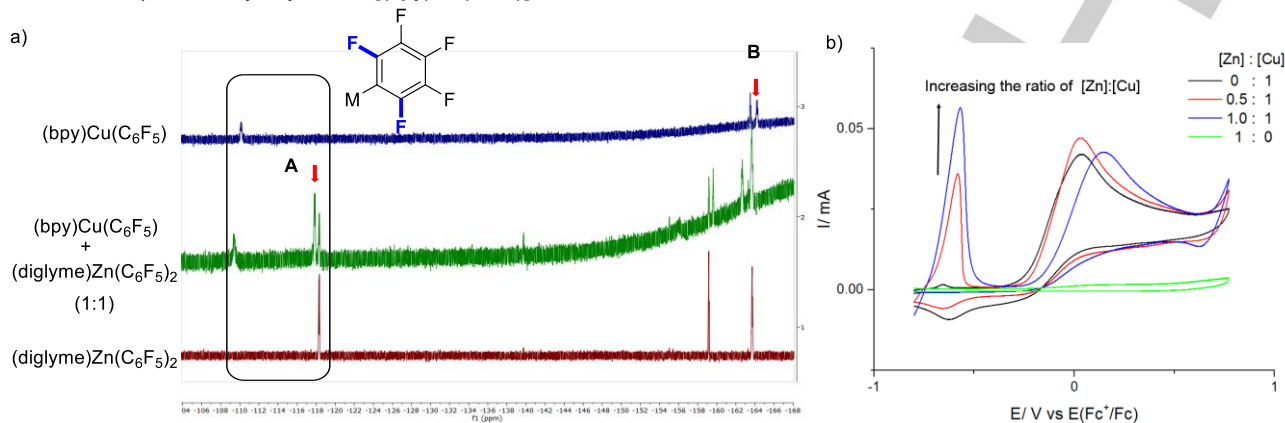 a)
F
F
F
F
F
M
B
A
(bpy)Cu(C6F5)
(bpy)Cu(C6F5)
+
(diglyme)Zn(C6F5)2
(1:1)
(diglyme)Zn(C6F5)2
3
2
1
-106 -108 -110 -112 -114 -116 -118 -120 -122 -124 -126 -128 -130 -132 -134 -136 -138 -140 -142 -144 -146 -148 -150 -152 -154 -156 -158 -160 -162 -164 -166 -168
f1 (ppm)
b)
[Zn] : [Cu]
0 : 1
0.5 : 1
1.0 : 1
1 : 0
Increasing the ratio of [Zn]:[Cu]
I/ mA
0.05
0.00
-1 0 1
E/ V vs E(Fc+/Fc)